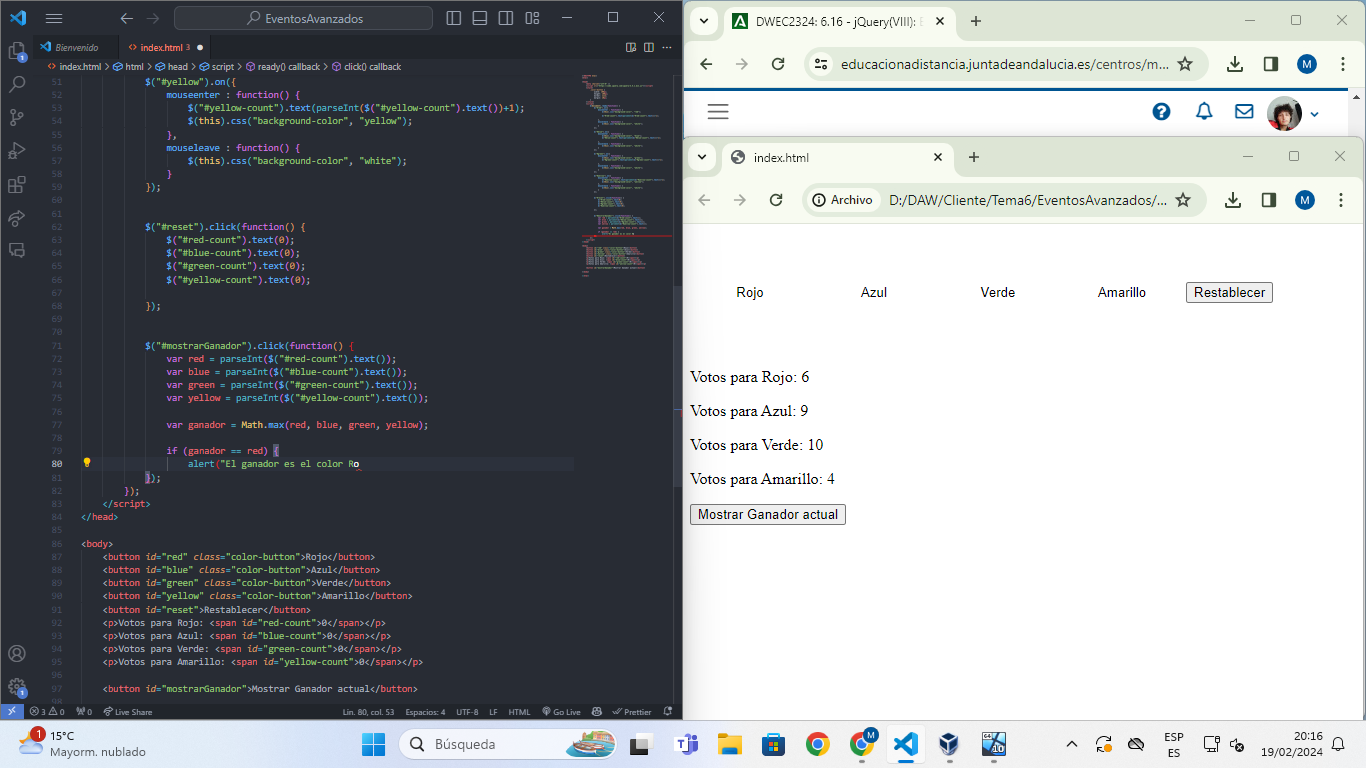 EventosAvanzados
Bienvenido
index.html 3
index.html > html > head > script > ready() callback > click() callback
51 $("#yellow").on({
52 mouseenter : function() {
53 $("#yellow-count").text(parseInt($("#yellow-count").text())+1);
54 $(this).css("background-color", "yellow");
55 },
56 mouseleave : function() {
57 $(this).css("background-color", "white");
58 }
59 });
60
61
62 $("#reset").click(function() {
63 $("#red-count").text(0);
64 $("#blue-count").text(0);
65 $("#green-count").text(0);
66 $("#yellow-count").text(0);
67
68 });
69
70
71 $("#mostrarGanador").click(function() {
72 var red = parseInt($("#red-count").text());
73 var blue = parseInt($("#blue-count").text());
74 var green = parseInt($("#green-count").text());
75 var yellow = parseInt($("#yellow-count").text());
76
77 var ganador = Math.max(red, blue, green, yellow);
78
79 if (ganador == red) {
80 alert("El ganador es el color Ro
81 });
82 });
83 </script>
84 </head>
85
86 <body>
87 <button id="red" class="color-button">Rojo</button>
88 <button id="blue" class="color-button">Azul</button>
89 <button id="green" class="color-button">Verde</button>
90 <button id="yellow" class="color-button">Amarillo</button>
91 <button id="reset">Restablecer</button>
92 <p>Votos para Rojo: <span id="red-count">0</span></p>
93 <p>Votos para Azul: <span id="blue-count">0</span></p>
94 <p>Votos para Verde: <span id="green-count">0</span></p>
95 <p>Votos para Amarillo: <span id="yellow-count">0</span></p>
96
97 <button id="mostrarGanador">Mostrar Ganador actual</button>
98
1
1
3 0 0 Live Share Lín. 80, col. 53 Espacios: 4 UTF-8 LF HTML Go Live Prettier
DWEC2324: 6.16 - jQuery(VIII): E
educacionadistancia.juntadeandalucia.es/centros/m... M
index.html
Archivo D:/DAW/Cliente/Tema6/EventosAvanzados/... M
Rojo Azul Verde Amarillo Restablecer
Votos para Rojo: 6
Votos para Azul: 9
Votos para Verde: 10
Votos para Amarillo: 4
Mostrar Ganador actual
1
15°C
Mayorm. nublado
Búsqueda
M
64
10
ESP
ES
20:16
19/02/2024